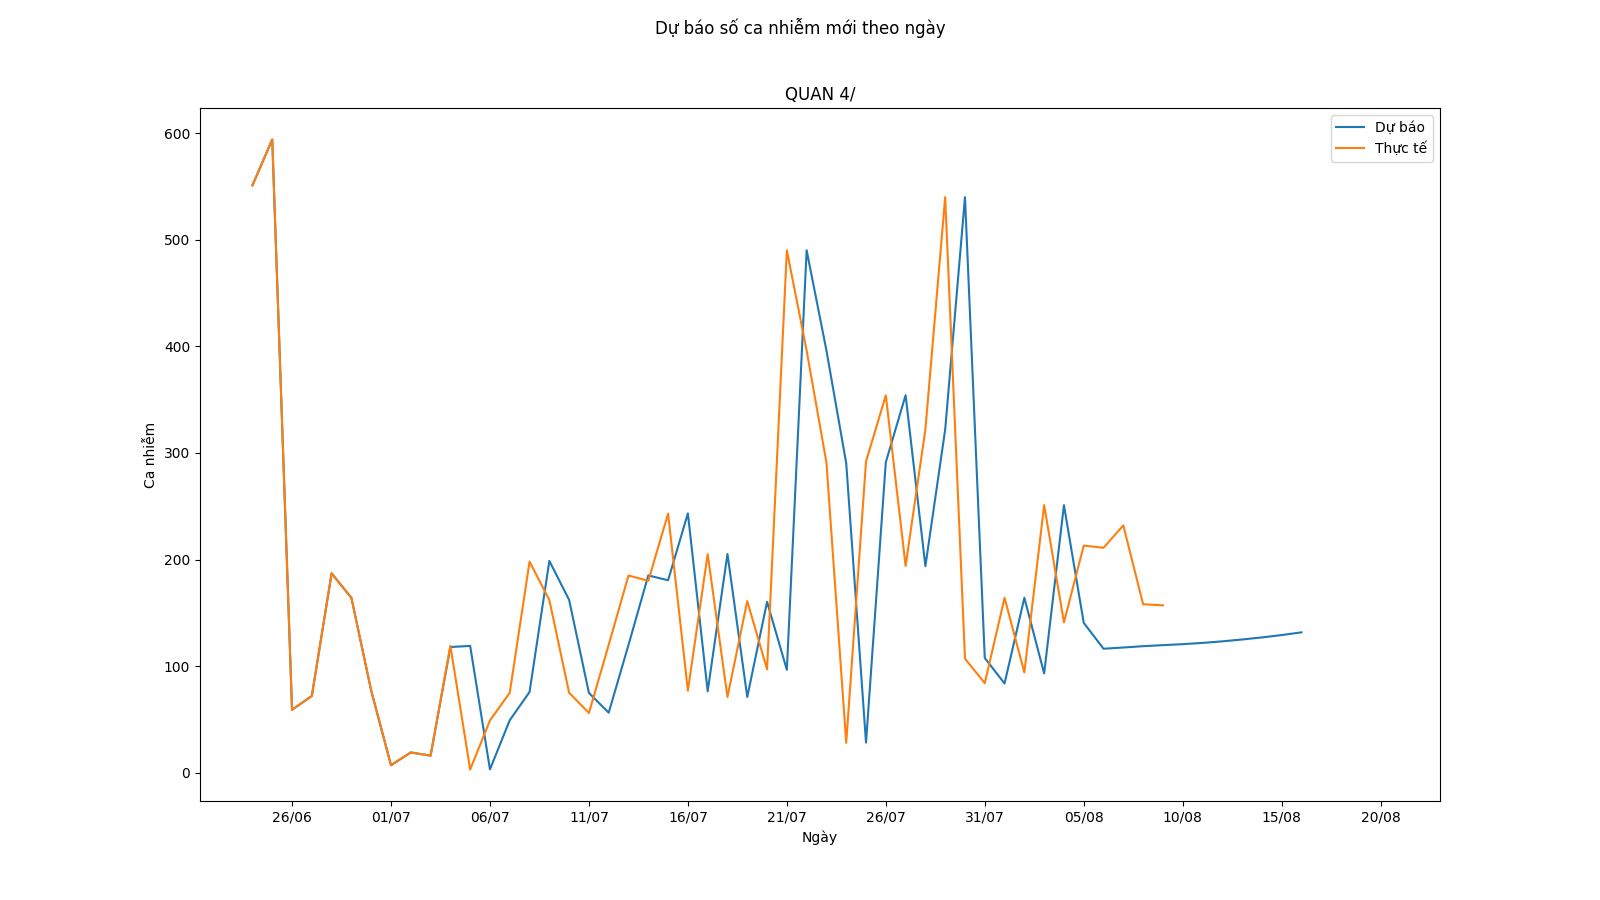 Dự báo số ca nhiễm mới theo ngày
QUAN 4/
Dự báo
Thực tế
600
500
400
300
200
100
0
Ca nhiễm
26/06 01/07 06/07 11/07 16/07 21/07 26/07 31/07 05/08 10/08 15/08 20/08
Ngày